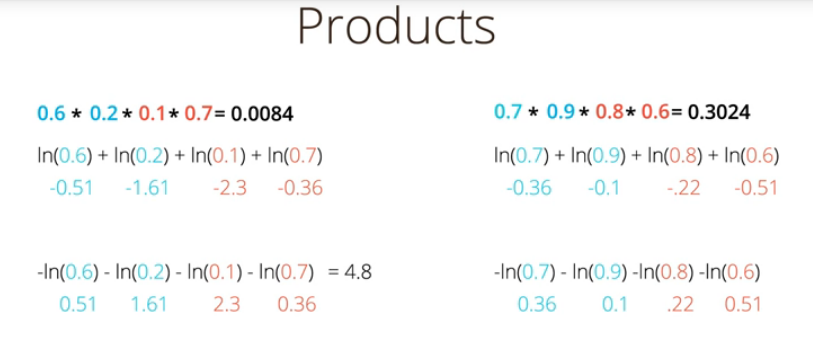 Products
0.6 * 0.2 * 0.1 * 0.7= 0.0084
ln(0.6) + ln(0.2) + ln(0.1) + ln(0.7)
-0.51 -1.61 -2.3 -0.36
-ln(0.6) - ln(0.2) - ln(0.1) - ln(0.7) = 4.8
0.51 1.61 2.3 0.36
0.7 * 0.9 * 0.8* 0.6= 0.3024
ln(0.7) + ln(0.9) + ln(0.8) + ln(0.6)
-0.36 -0.1 -.22 -0.51
-ln(0.7) - ln(0.9) -ln(0.8) -ln(0.6)
0.36 0.1 .22 0.51